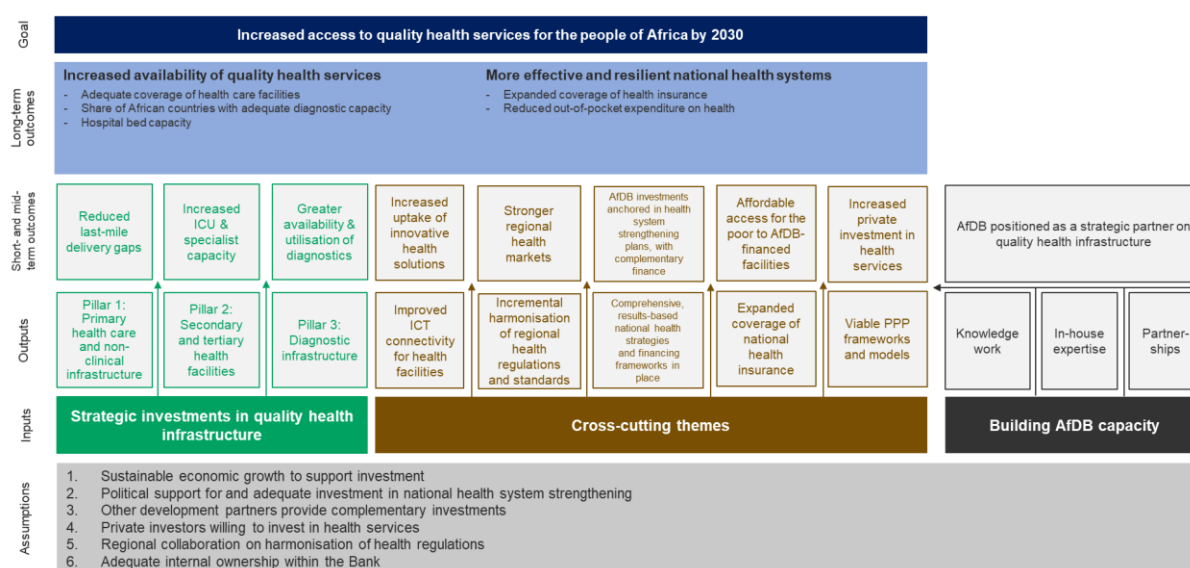 Goal
Increased access to quality health services for the people of Africa by 2030
Long-term
outcomes
Increased availability of quality health services
- Adequate coverage of health care facilities
- Share of African countries with adequate diagnostic capacity
- Hospital bed capacity
More effective and resilient national health systems
- Expanded coverage of health insurance
- Reduced out-of-pocket expenditure on health
Short- and mid-
term outcomes
Reduced
last-mile
delivery gaps
Increased
ICU &
specialist
capacity
Greater
availability &
utilisation of
diagnostics
Increased
uptake of
innovative
health
solutions
Stronger
regional
health
markets
AfDB investments
anchored in health
system
strengthening
plans, with
complementary
finance
Affordable
access for the
poor to AfDB-
financed
facilities
Increased
private
investment in
health
services
AfDB positioned as a strategic partner on
quality health infrastructure
Outputs
Pillar 1:
Primary
health care
and non-
clinical
infrastructure
Pillar 2:
Secondary
and tertiary
health
facilities
Pillar 3:
Diagnostic
infrastructure
Improved
ICT
connectivity
for health
facilities
Incremental
harmonisation
of regional
health
regulations
and standards
Comprehensive,
results-based
national health
strategies
and financing
frameworks in
place
Expanded
coverage of
national
health
insurance
Viable PPP
frameworks
and models
Knowledge
work
In-house
expertise
Partner-
ships
Inputs
Strategic investments in quality health
infrastructure
Cross-cutting themes
Building AfDB capacity
Assumptions
1. Sustainable economic growth to support investment
2. Political support for and adequate investment in national health system strengthening
3. Other development partners provide complementary investments
4. Private investors willing to invest in health services
5. Regional collaboration on harmonisation of health regulations
6. Adequate internal ownership within the Bank